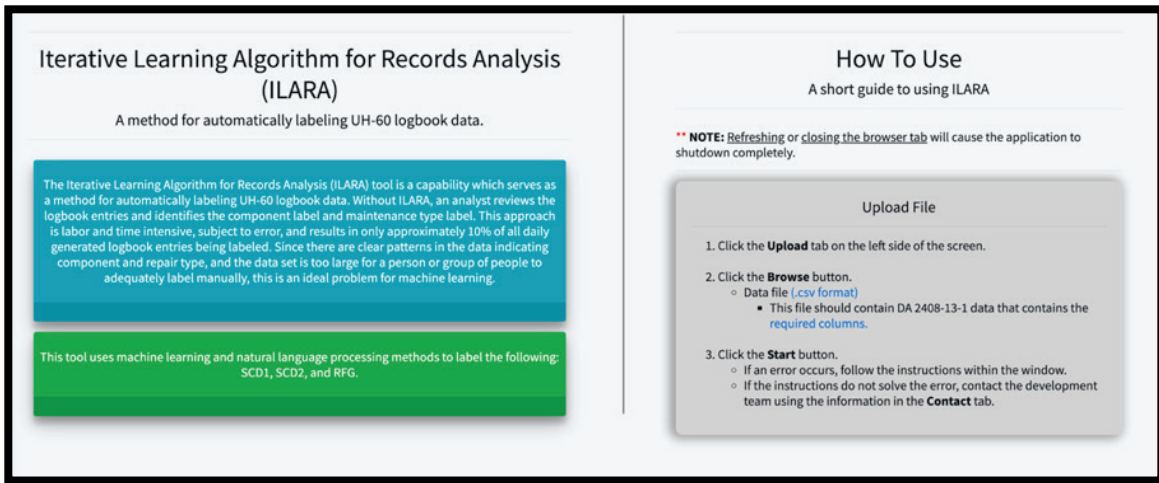 Iterative Learning Algorithm for Records Analysis
(ILARA)
A method for automatically labeling UH-60 logbook data.
The Iterative Learning Algorithm for Records Analysis (ILARA) tool is a capability which serves as
a method for automatically labeling UH-60 logbook data. Without ILARA, an analyst reviews the
logbook entries and identifies the component label and maintenance type label. This approach
is labor and time intensive, subject to error, and results in only approximately 10% of all daily
generated logbook entries being labeled. Since there are clear patterns in the data indicating
component and repair type, and the data set is too large for a person or group of people to
adequately label manually, this is an ideal problem for machine learning.
This tool uses machine learning and natural language processing methods to label the following:
SCD1, SCD2, and RFG.
How To Use
A short guide to using ILARA
** NOTE: Refreshing or closing the browser tab will cause the application to
shutdown completely.
Upload File
1. Click the Upload tab on the left side of the screen.
2. Click the Browse button.
○ Data file (.csv format)
▪ This file should contain DA 2408-13-1 data that contains the
required columns.
3. Click the Start button.
○ If an error occurs, follow the instructions within the window.
○ If the instructions do not solve the error, contact the development
team using the information in the Contact tab.